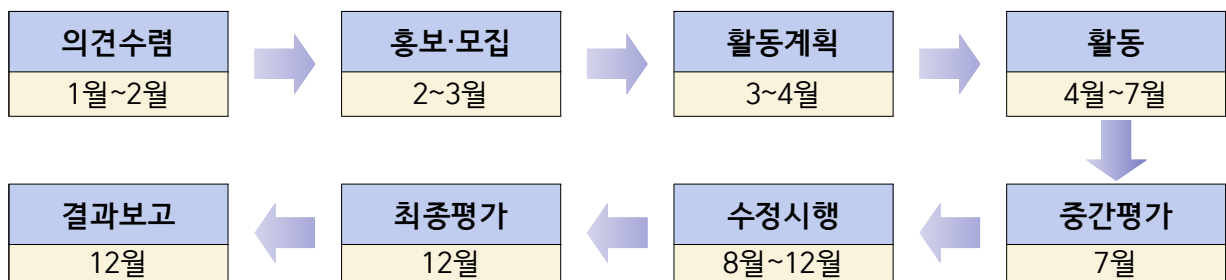 의견수렴
1월~2월
홍보·모집
2~3월
활동계획
3~4월
활동
4월~7월
중간평가
7월
수정시행
8월~12월
최종평가
12월
결과보고
12월